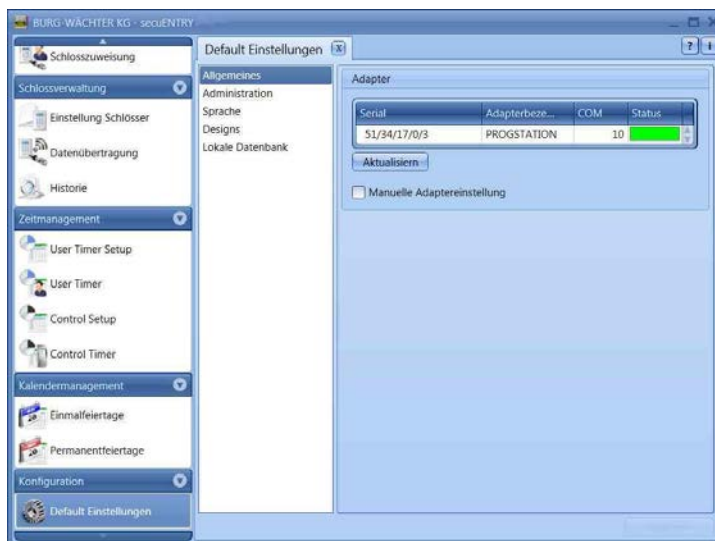 BURG-WÄCHTER KG - secuENTRY
Schlosszuweisung
Schlossverwaltung
Einstellung Schlösser
Datenübertragung
Historie
Zeitmanagement
User Timer Setup
User Timer
Control Setup
Control Timer
Kalendermanagement
Einmalfeiertage
Permanentfeiertage
Konfiguration
Default Einstellungen
Default Einstellungen x
? i
Allgemeines
Administration
Sprache
Designs
Lokale Datenbank
Adapter
Serial Adapterbeze... COM Status
51/34/17/0/3 PROGSTATION 10
Aktualisiern
Manuelle Adaptereinstellung